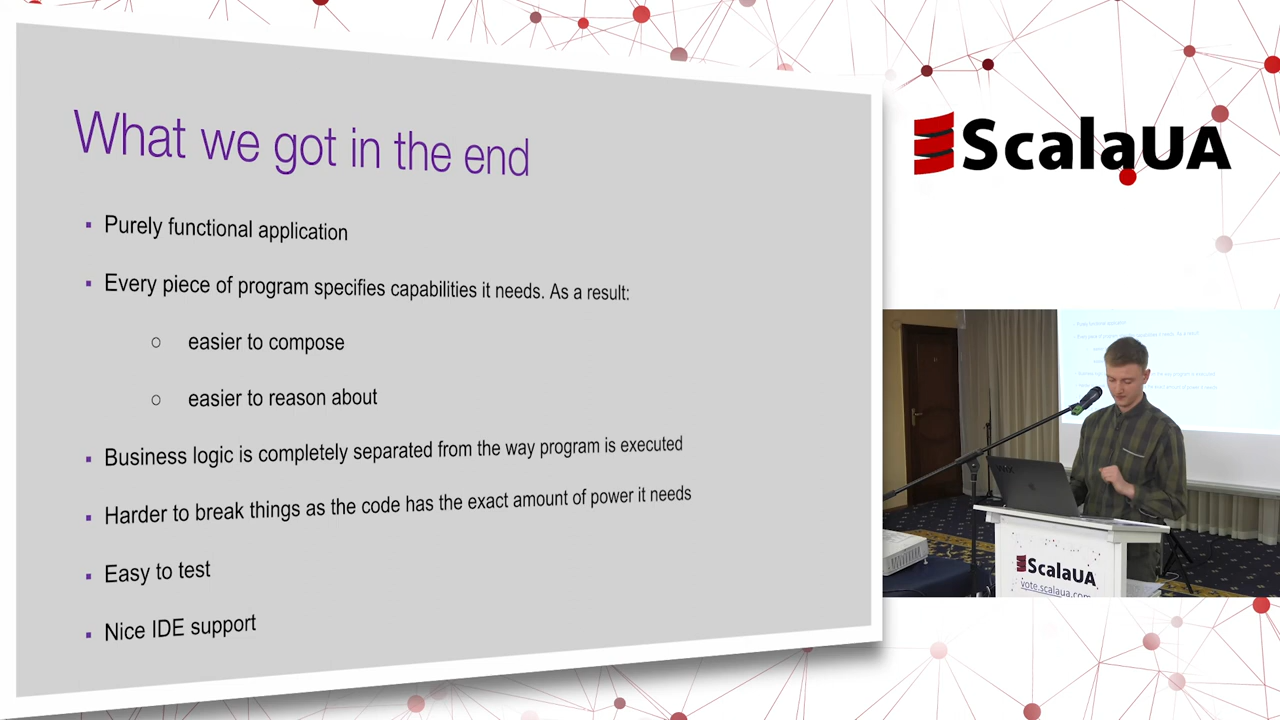 What we got in the end
▪ Purely functional application
▪ Every piece of program specifies capabilities it needs. As a result:
○ easier to compose
○ easier to reason about
▪ Business logic is completely separated from the way program is executed
▪ Harder to break things as the code has the exact amount of power it needs
▪ Easy to test
▪ Nice IDE support
ScalaUA
ScalaUA
vote.scalaua.com